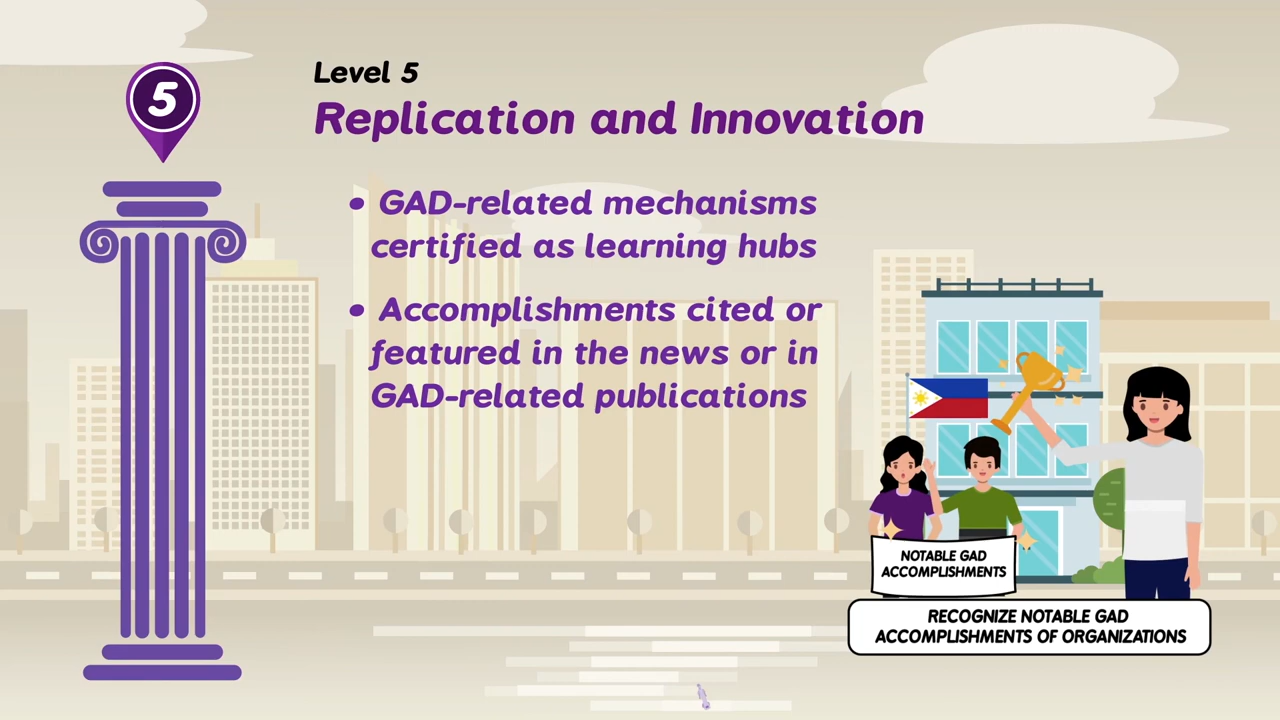 5
Level 5
Replication and Innovation
• GAD-related mechanisms
certified as learning hubs
• Accomplishments cited or
featured in the news or in
GAD-related publications
NOTABLE GAD
ACCOMPLISHMENTS
RECOGNIZE NOTABLE GAD
ACCOMPLISHMENTS OF ORGANIZATIONS